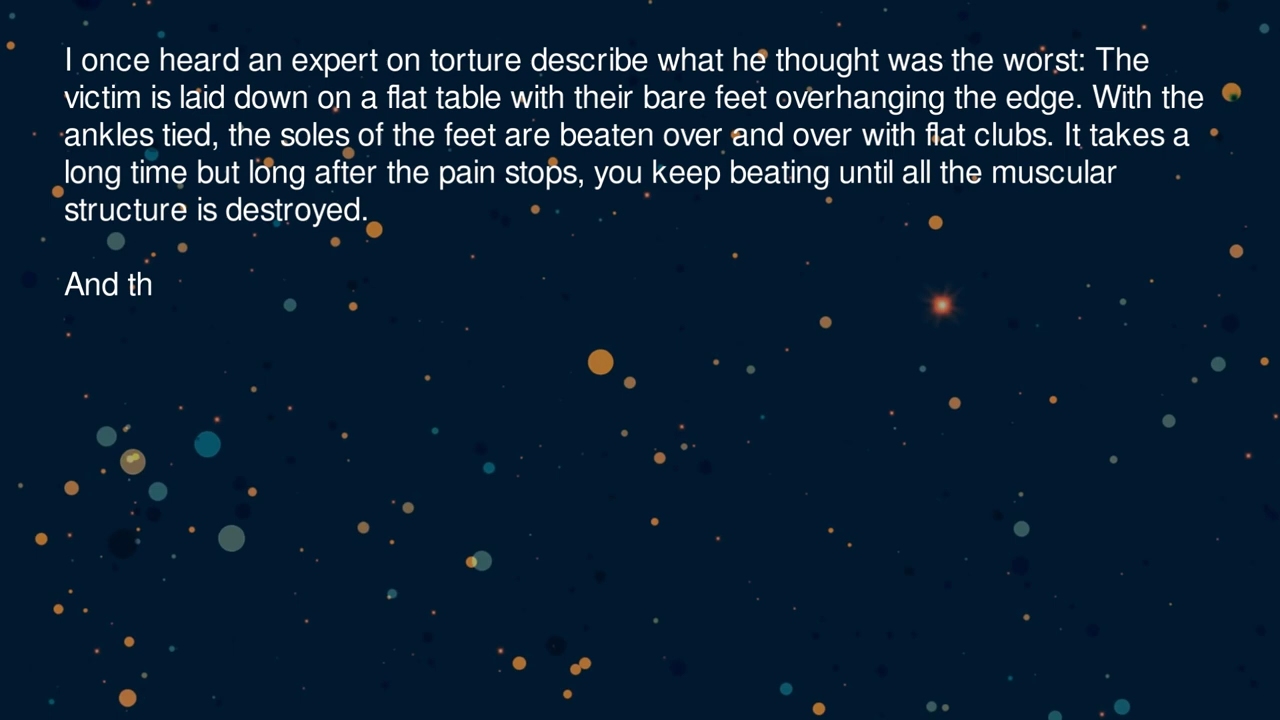 I once heard an expert on torture describe what he thought was the worst: The
victim is laid down on a flat table with their bare feet overhanging the edge. With the
ankles tied, the soles of the feet are beaten over and over with flat clubs. It takes a
long time but long after the pain stops, you keep beating until all the muscular
structure is destroyed.
And th